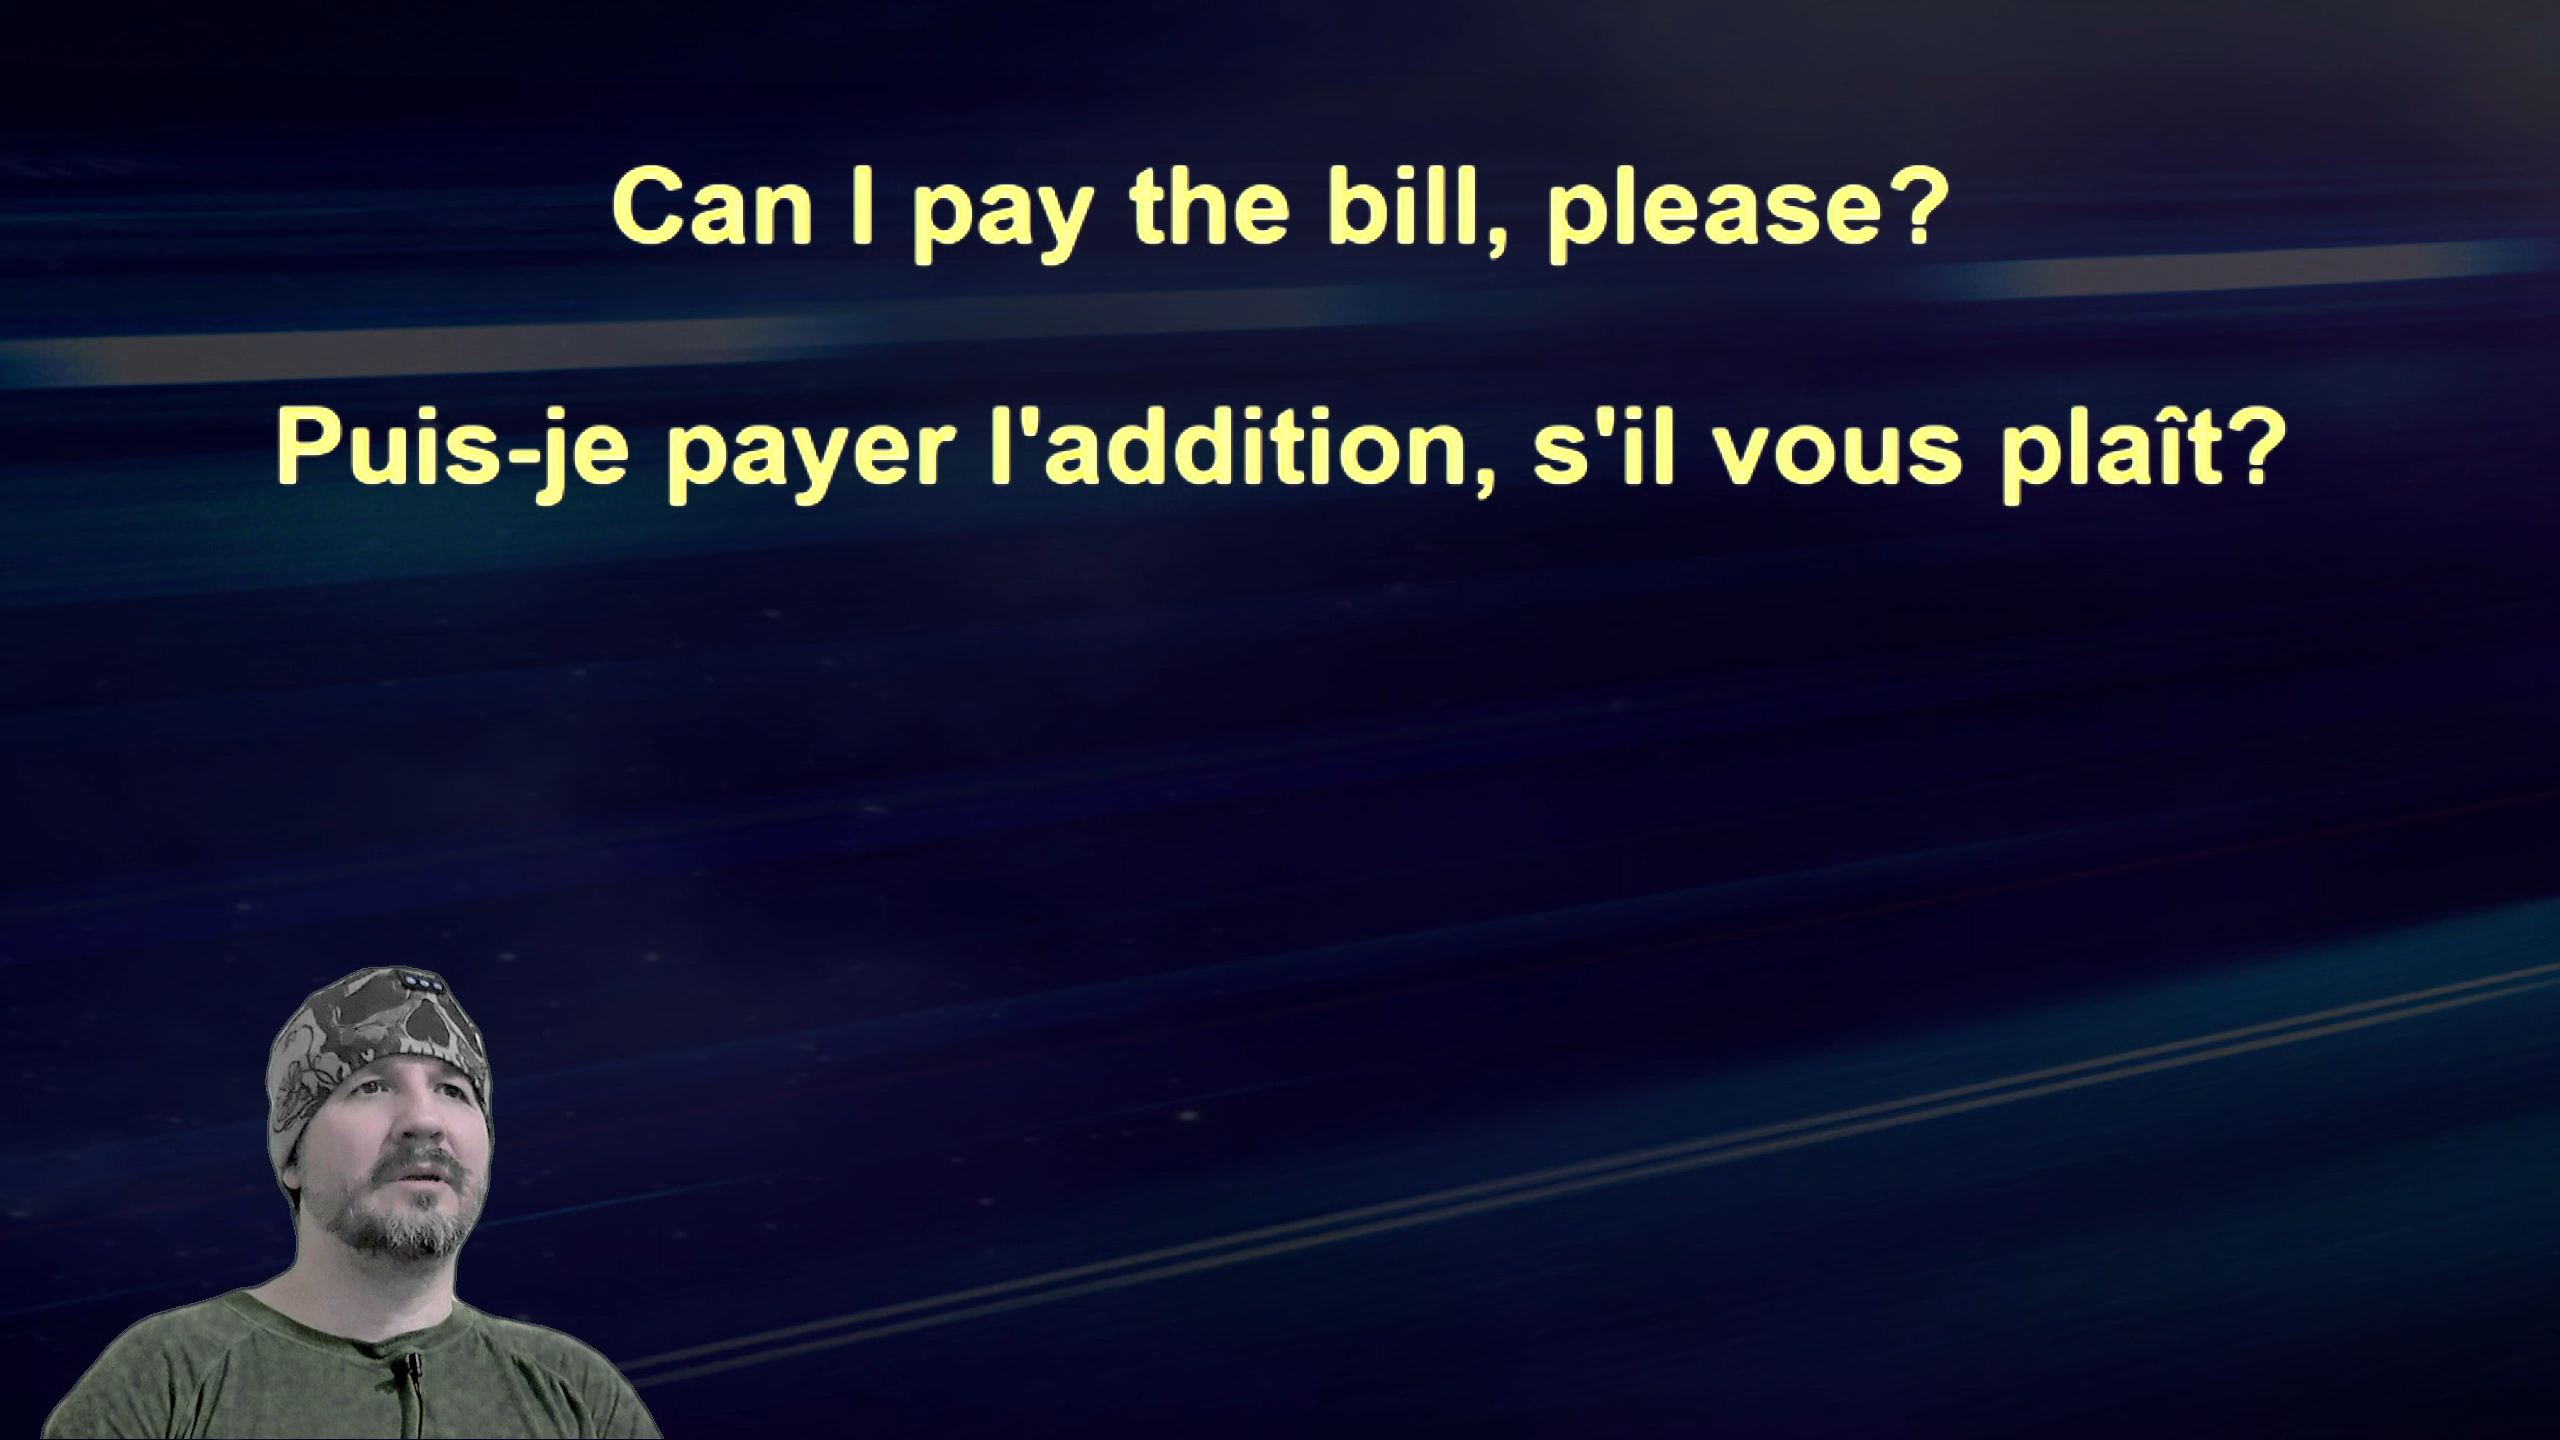 Can I pay the bill, please?
Puis-je payer l'addition, s'il vous plaît?